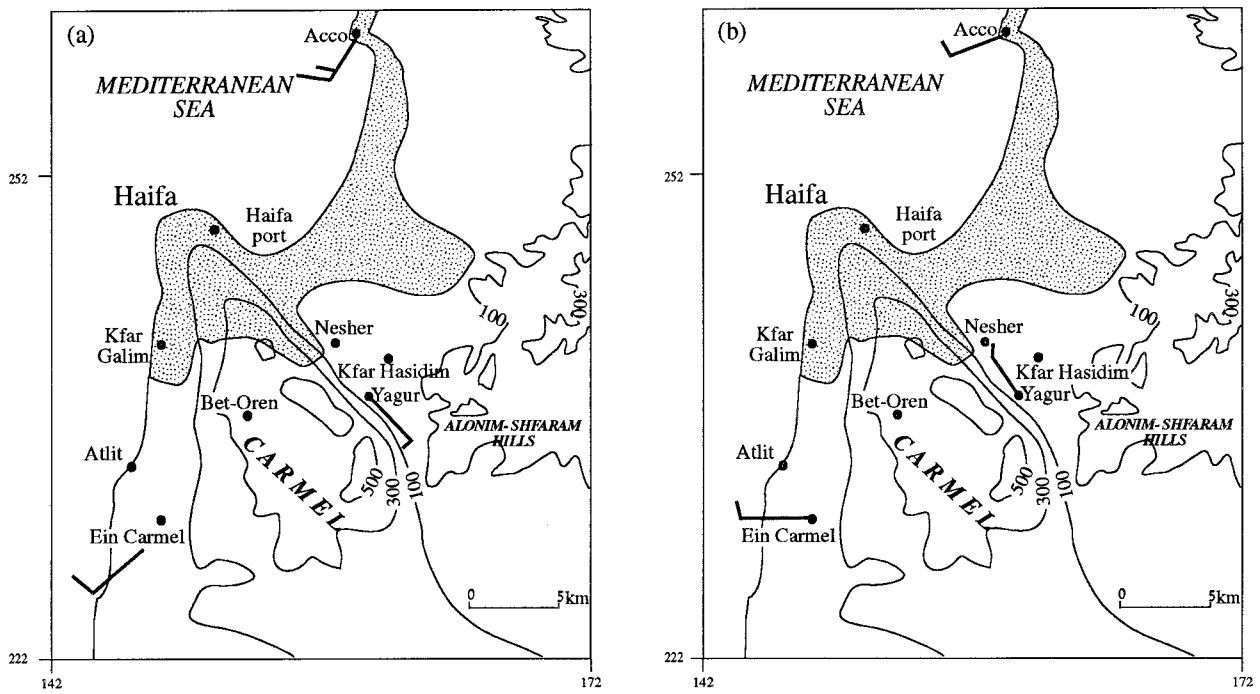 (a)
Acco
MEDITERRANEAN
SEA
252
Haifa
Haifa
port
100
300
Kfar
Galim
Nesher
Kfar Hasidim
Yagur
Bet-Oren
ALONIM-SHFARAM
HILLS
CARMEL
Atlit
500
300
100
Ein Carmel
0
5km
222
142
172
(b)
Acco
MEDITERRANEAN
SEA
252
Haifa
Haifa
port
100
300
Kfar
Galim
Nesher
Kfar Hasidim
Yagur
Bet-Oren
ALONIM-SHFARAM
HILLS
CARMEL
Atlit
500
300
100
Ein Carmel
0
5km
222
142
172